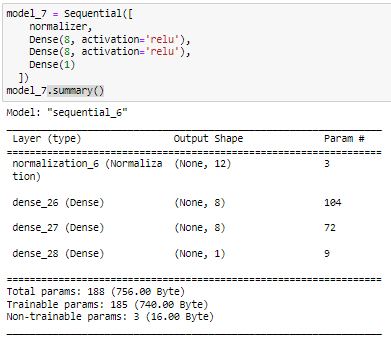 model_7 = Sequential([
normalizer,
Dense(8, activation='relu'),
Dense(8, activation='relu'),
Dense(1)
])
model_7.summary()
Model: "sequential_6"
Layer (type) Output Shape Param #
normalization_6 (Normaliza (None, 12) 3
tion)
dense_26 (Dense) (None, 8) 104
dense_27 (Dense) (None, 8) 72
dense_28 (Dense) (None, 1) 9
Total params: 188 (756.00 Byte)
Trainable params: 185 (740.00 Byte)
Non-trainable params: 3 (16.00 Byte)